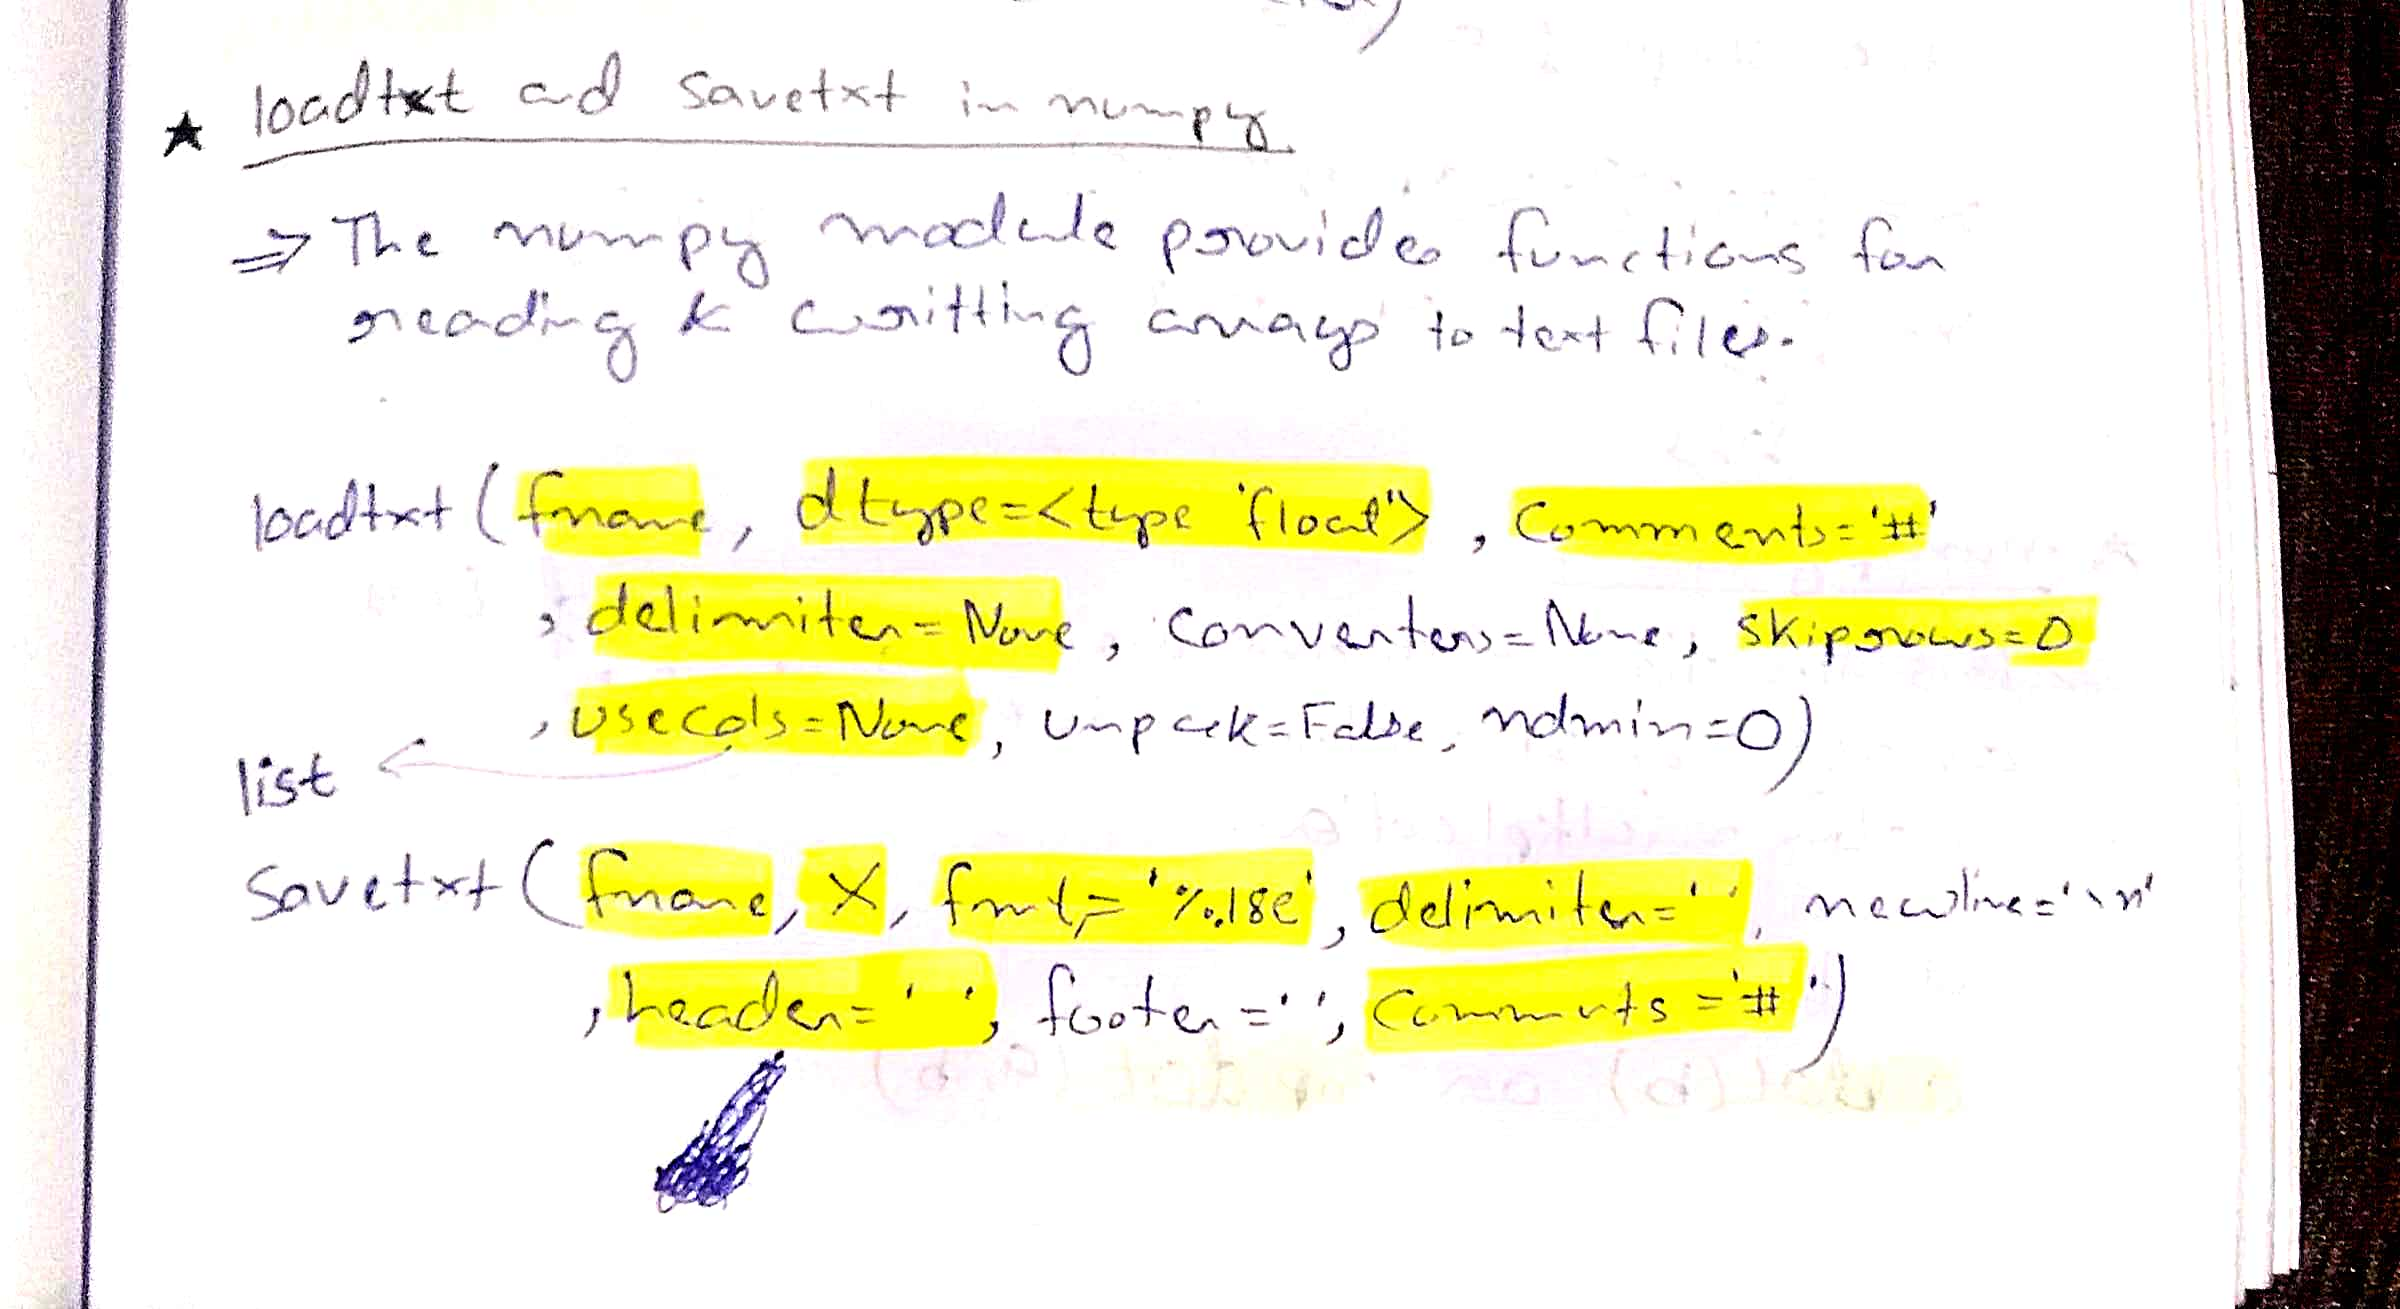 ★ loadtxt and savetxt in numpy.
⇒ The numpy module provides functions for
reading & writting arrays to text files.
loadtxt (fname, dtype=<type 'float'>, Comments='#'
, delimiter=None, converters=None, skiprows=0
, usecols=None, unpack=False, ndmin=0)
list
Savetxt (fname, X, fmt='%.18e', delimiter=' ', newline='\n'
, header=' ', footer='', Comments='#')